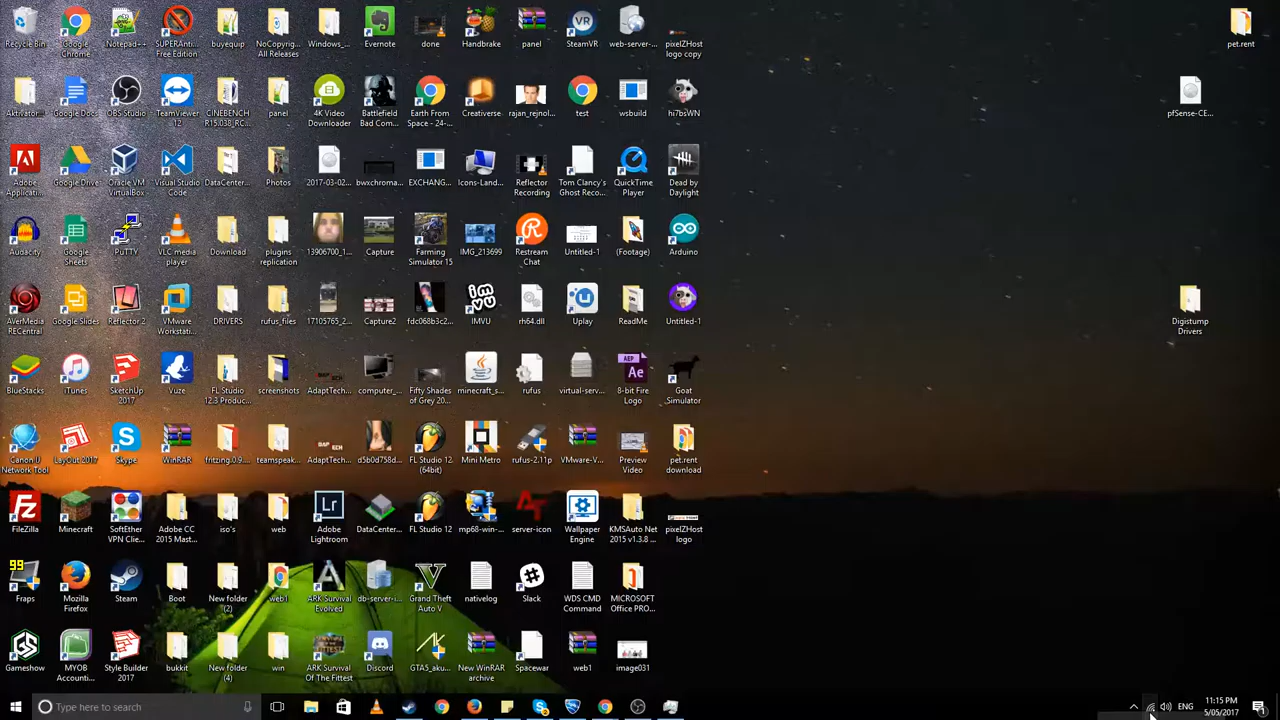 Recycle Bin
Google Chrome
Notepad++
SUPERAnti... Free Edition
buyequip
NoCopyrig... All Releases
Windows_...
Evernote
done
Handbrake
panel
SteamVR
web-server-...
pixelZHost logo copy
pet.rent
Aktivator...
Google Docs
OBS Studio
TeamViewer 12
CINEBENCH R15.038_RC...
panel
4K Video Downloader
Battlefield Bad Com...
Earth From Space - 24-...
Creativerse
rajan_rejnol...
test
wsbuild
hi7bsWN
pfSense-CE...
Adobe Applicati...
Google Drive
Oracle VM VirtualBox
Visual Studio Code
DataCenter...
Photos
2017-03-02...
bwxchroma...
EXCHANG...
Icons-Land...
Reflector Recording
Tom Clancy's Ghost Reco...
QuickTime Player
Dead by Daylight
Audacity
Google Sheets
PuTTY
VLC media player
Download
plugins replication
13906700_1...
Capture
Farming Simulator 15
IMG_213699
Restream Chat
Untitled-1
(Footage)
Arduino
AVerMedia RECentral
Google Slides
Reflector 2
VMware Workstati...
DRIVERS
rufus_files
17105765_2...
Capture2
fdc068b3c2...
IMVU
rh64.dll
Uplay
ReadMe
Untitled-1
Digistump Drivers
BlueStacks
iTunes
SketchUp 2017
Vuze
FL Studio 12.3 Produc...
screenshots
AdaptTech...
computer_...
Fifty Shades of Grey 20...
minecraft_s...
rufus
virtual-serv...
8-bit Fire Logo
Goat Simulator
Canon IJ Network Tool
LayOut 2017
Skype
WinRAR
fritzing.0.9....
teamspeak...
AdaptTech...
d5b0d758d...
FL Studio 12 (64bit)
Mini Metro
rufus-2.11p
VMware-V...
Preview Video
pet.rent download
FileZilla
Minecraft
SoftEther VPN Clie...
Adobe CC 2015 Mast...
iso's
web
Adobe Lightroom
DataCenter...
FL Studio 12
mp68-win-...
server-icon
Wallpaper Engine
KMSAuto Net 2015 v1.3.8 ...
pixelZHost logo
Fraps
Mozilla Firefox
Steam
Boot
New folder (2)
web1
ARK Survival Evolved
db-server-i...
Grand Theft Auto V
nativelog
Slack
WDS CMD Command
MICROSOFT Office PRO...
Gameshow
MYOB Accounti...
Style Builder 2017
bukkit
New folder (4)
win
ARK Survival Of The Fittest
Discord
GTA5_aku...
New WinRAR archive
Spacewar
web1
image031
Type here to search
ENG
11:15 PM
5/05/2017